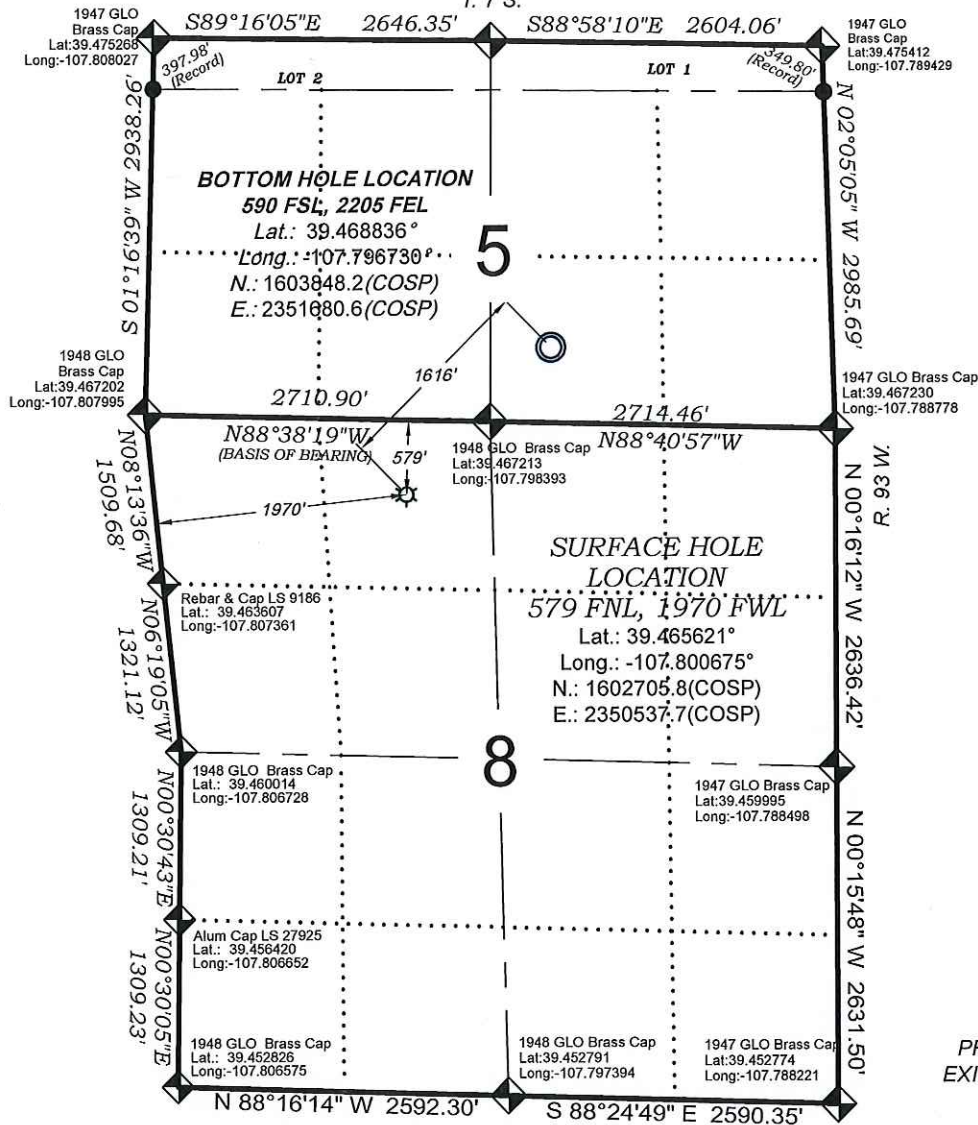 T. 7 S.
1947 GLO
Brass Cap
Lat:39.475268
Long:-107.808027
S89°16'05"E 2646.35'
S88°58'10"E 2604.06'
1947 GLO
Brass Cap
Lat:39.475412
Long:-107.789429
397.98'
(Record)
LOT 2
LOT 1
349.80'
(Record)
S 01°16'39" W 2938.26'
N 02°05'05" W 2985.69'
BOTTOM HOLE LOCATION
590 FSL, 2205 FEL
Lat.: 39.468836°
Long.: -107.796730°
N.: 1603848.2(COSP)
E.: 2351680.6(COSP)
5
1948 GLO
Brass Cap
Lat:39.467202
Long:-107.807995
1616'
1947 GLO Brass Cap
Lat:39.467230
Long:-107.788778
2710.90'
2714.46'
N88°38'19"W
(BASIS OF BEARING)
579'
1948 GLO Brass Cap
Lat:39.467213
Long:-107.798393
N88°40'57"W
R. 93 W.
N08°13'36"W
1509.68'
1970'
N 00°16'12" W 2636.42'
SURFACE HOLE
LOCATION
579 FNL, 1970 FWL
Lat.: 39.465621°
Long.: -107.800675°
N.: 1602705.8(COSP)
E.: 2350537.7(COSP)
Rebar & Cap LS 9186
Lat.: 39.463607
Long:-107.807361
N06°19'05"W
1321.12'
8
1948 GLO Brass Cap
Lat.: 39.460014
Long:-107.806728
1947 GLO Brass Cap
Lat:39.459995
Long:-107.788498
N00°30'43"E
1309.21'
N 00°15'48" W 2631.50'
Alum Cap LS 27925
Lat.: 39.456420
Long:-107.806652
N00°30'05"E
1309.23'
1948 GLO Brass Cap
Lat.: 39.452826
Long:-107.806575
1948 GLO Brass Cap
Lat:39.452791
Long:-107.797394
1947 GLO Brass Cap
Lat:39.452774
Long:-107.788221
N 88°16'14" W 2592.30'
S 88°24'49" E 2590.35'
EXI